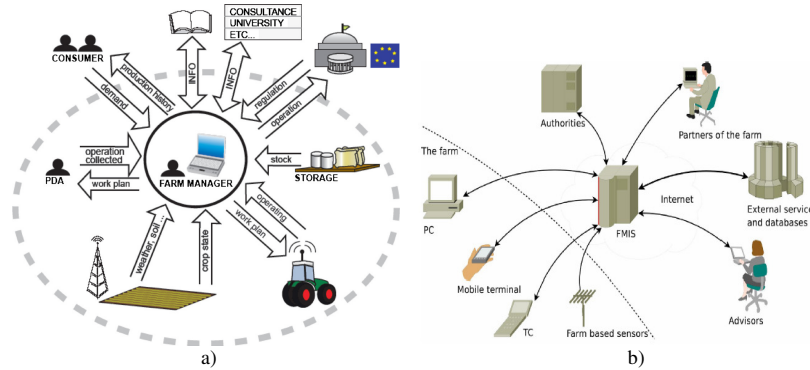 CONSULTANCE
UNIVERSITY
ETC...
CONSUMER
INFO
INFO
production history
demand
regulation
operation
operation
collected
work plan
PDA
FARM MANAGER
stock
STORAGE
weather, soil ...
crop state
operating
work plan
a)
Authorities
Partners of the farm
The farm
PC
FMIS
Internet
External service
and databases
Mobile terminal
TC
Farm based sensors
Advisors
b)